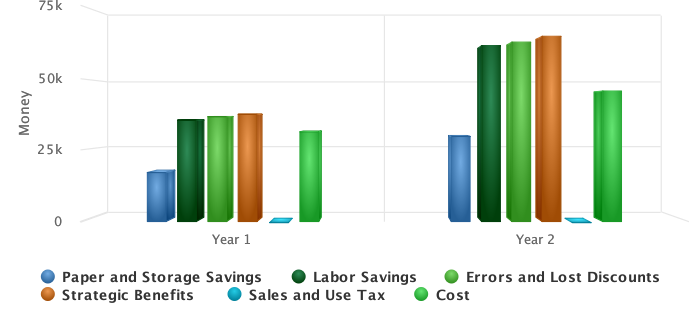 75k
50k
25k
0
Money
Year 1 Year 2
Paper and Storage Savings Labor Savings Errors and Lost Discounts
Strategic Benefits Sales and Use Tax Cost